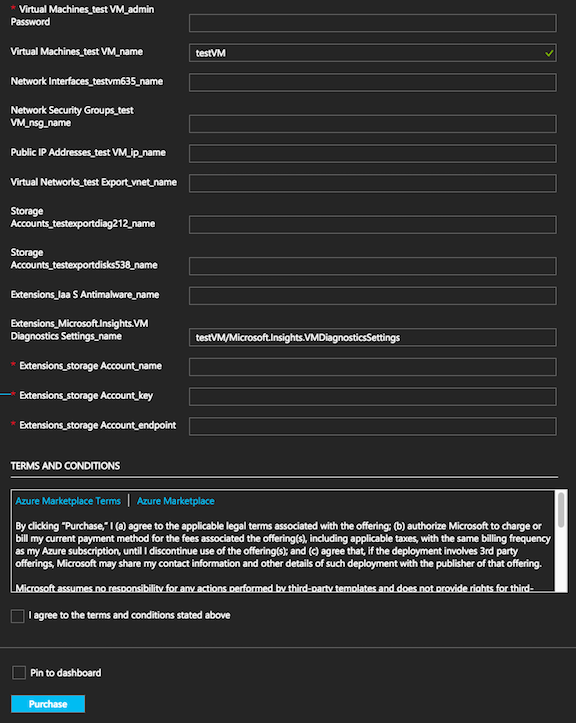 * Virtual Machines_test VM_admin
Password
Virtual Machines_test VM_name
testVM
Network Interfaces_testvm635_name
Network Security Groups_test
VM_nsg_name
Public IP Addresses_test VM_ip_name
Virtual Networks_test Export_vnet_name
Storage
Accounts_testexportdiag212_name
Storage
Accounts_testexportdisks538_name
Extensions_Iaa S Antimalware_name
Extensions_Microsoft.Insights.VM
Diagnostics Settings_name
testVM/Microsoft.Insights.VMDiagnosticsSettings
* Extensions_storage Account_name
* Extensions_storage Account_key
* Extensions_storage Account_endpoint
TERMS AND CONDITIONS
Azure Marketplace Terms | Azure Marketplace
By clicking “Purchase,” I (a) agree to the applicable legal terms associated with the offering; (b) authorize Microsoft to charge or
bill my current payment method for the fees associated the offering(s), including applicable taxes, with the same billing frequency
as my Azure subscription, until I discontinue use of the offering(s); and (c) agree that, if the deployment involves 3rd party
offerings, Microsoft may share my contact information and other details of such deployment with the publisher of that offering.
Microsoft assumes no responsibility for any actions performed by third-party templates and does not provide rights for third-
I agree to the terms and conditions stated above
Pin to dashboard
Purchase